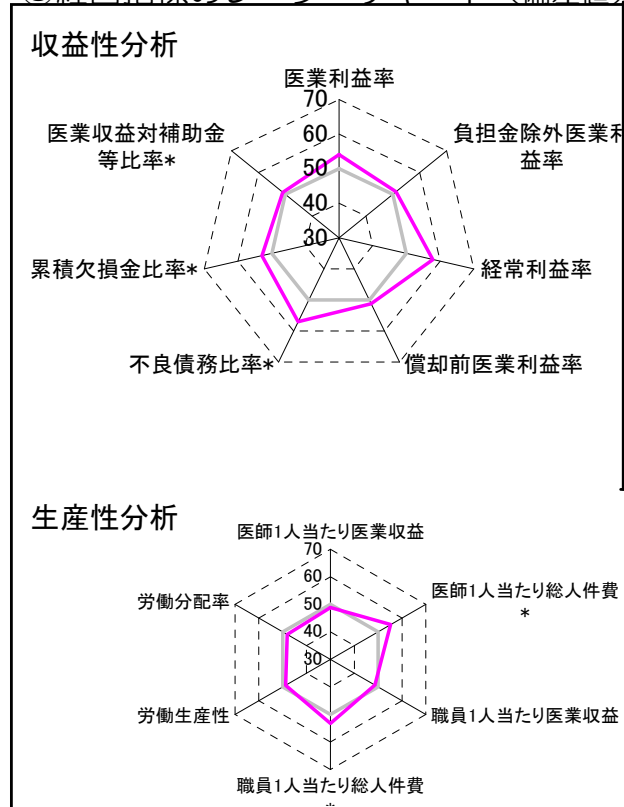 収益性分析
医業利益率
負担金除外医業利
益率
経常利益率
償却前医業利益率
不良債務比率*
累積欠損金比率*
医業収益対補助金
等比率*
70
60
50
40
30
生産性分析
医師1人当たり医業収益
医師1人当たり総人件費
*
職員1人当たり医業収益
職員1人当たり総人件費
*
労働生産性
労働分配率
70
60
50
40
30